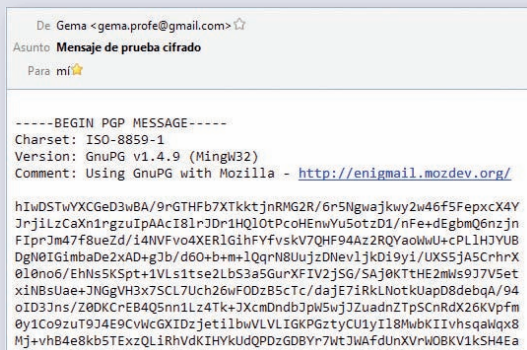 De Gema <gema.profe@gmail.com>
Asunto Mensaje de prueba cifrado
Para mí
-----BEGIN PGP MESSAGE-----
Charset: ISO-8859-1
Version: GnuPG v1.4.9 (MingW32)
Comment: Using GnuPG with Mozilla - http://enigmail.mozdev.org/
hIwDSTwYXCGeD3wBA/9rGTHFb7XTkktjnRMG2R/6r5Ngwajkwy2w46f5FepxcX4Y
JrjiLzCaXn1rgzuIpAAcI8lrJDr1HQlOtPcoHEnwYu5otzD1/nFe+dEgbmQ6nzjn
FIprJm47f8ueZd/i4NVFvo4XERlGihFYfvskV7QHF94Az2RQYaoWwU+cPLlHJYUB
DgN0IGimbaDe2xAD+gJb/d6O+b+m+lQqrN8UujzDNevljkDi9yi/UXS5jA5CrhrX
0l0no6/EhNs5KSpt+1VLs1tse2LbS3a5GurXFIV2jSG/SAj0KTtHE2mWs9J7V5et
xiNBsUae+JNGgVH3x7SCL7Uch26wFODzB5cTc/dajE7iRkLNotkUapD8debqA/94
oID3Jns/Z0DKCrEB4Q5nn1Lz4Tk+JXcmDndbJpW5wjJZuadnZTpSCnRdX26KVpfm
0y1Co9zuT9J4E9CvWcGXIDzjetilbwVLVLIGKPGztyCU1yIl8MwbKIIvhsqaWqx8
Mj+vhB4e8kb5TExzQLiRhVdKIHYkUdQPDzGDBYr7WtJWAfdUnXVrWOBKV1kSH4Ea